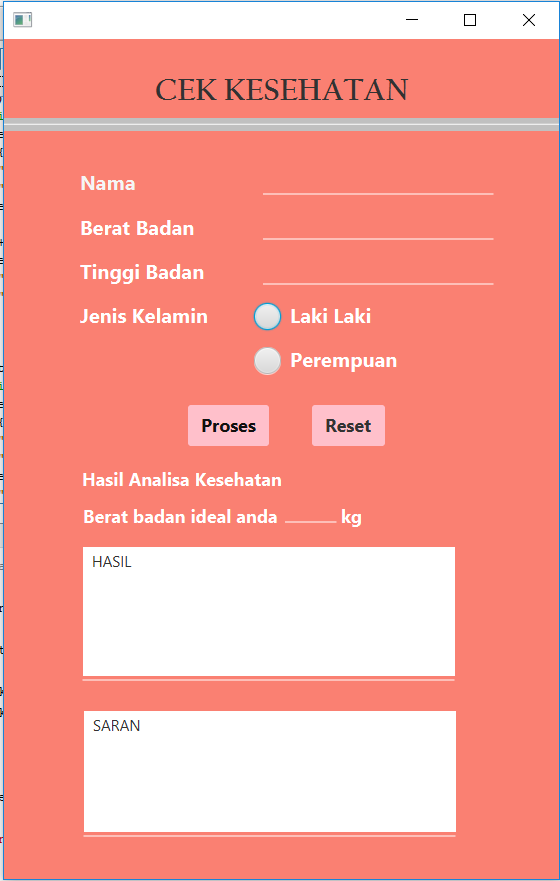 CEK KESEHATAN
Nama
Berat Badan
Tinggi Badan
Jenis Kelamin Laki Laki
Perempuan
Proses Reset
Hasil Analisa Kesehatan
Berat badan ideal anda kg
HASIL
SARAN